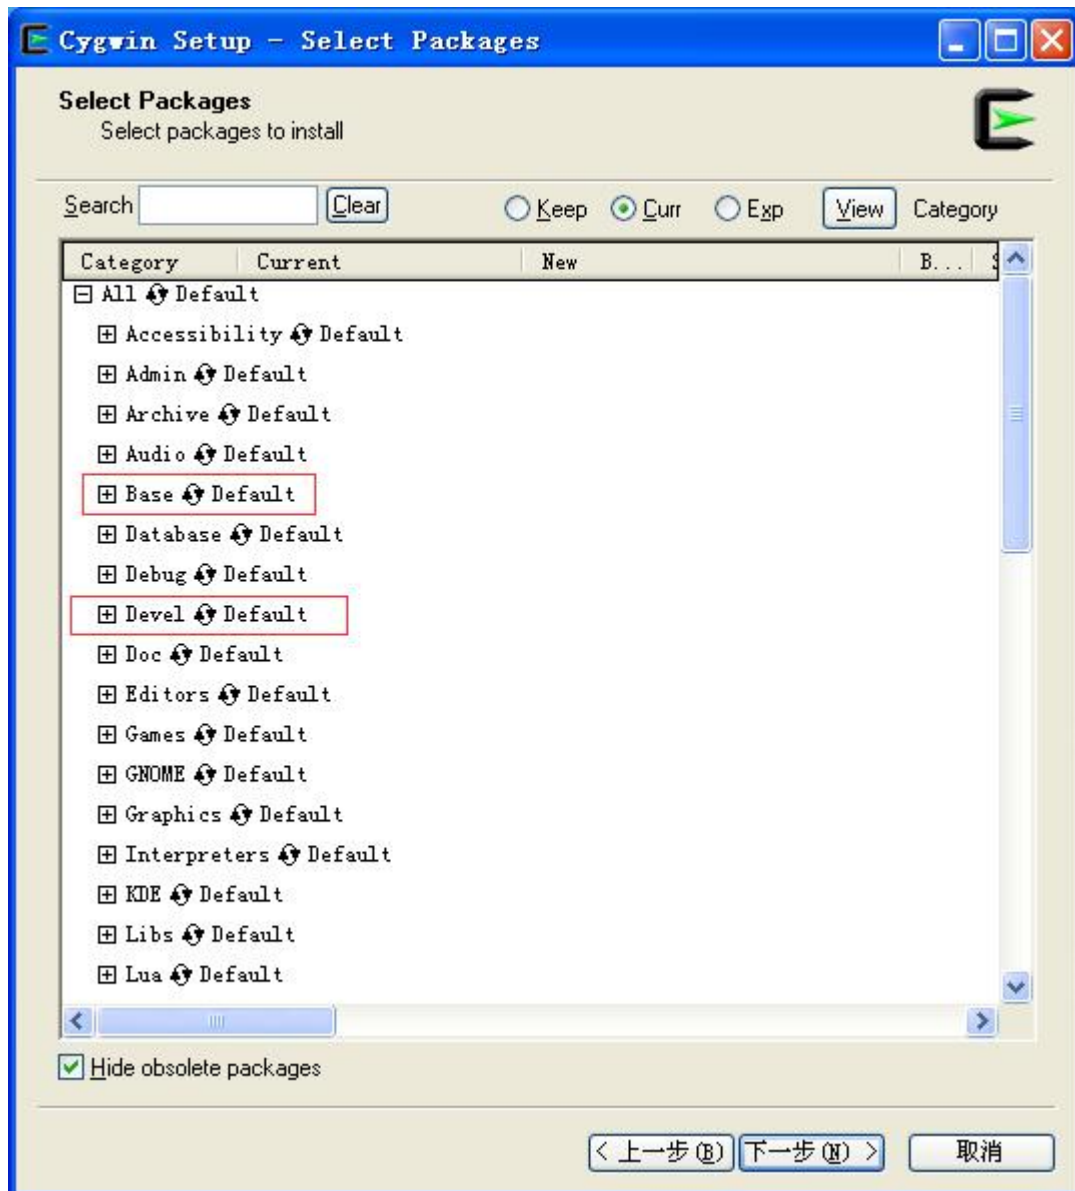 Cygwin Setup - Select Packages
Select Packages
Select packages to install
Search Clear Keep Curr Exp View Category
Category Current New B...
All Default
Accessibility Default
Admin Default
Archive Default
Audio Default
Base Default
Database Default
Debug Default
Devel Default
Doc Default
Editors Default
Games Default
GNOME Default
Graphics Default
Interpreters Default
KDE Default
Libs Default
Lua Default
Hide obsolete packages
< 上一步(B) 下一步(N) > 取消